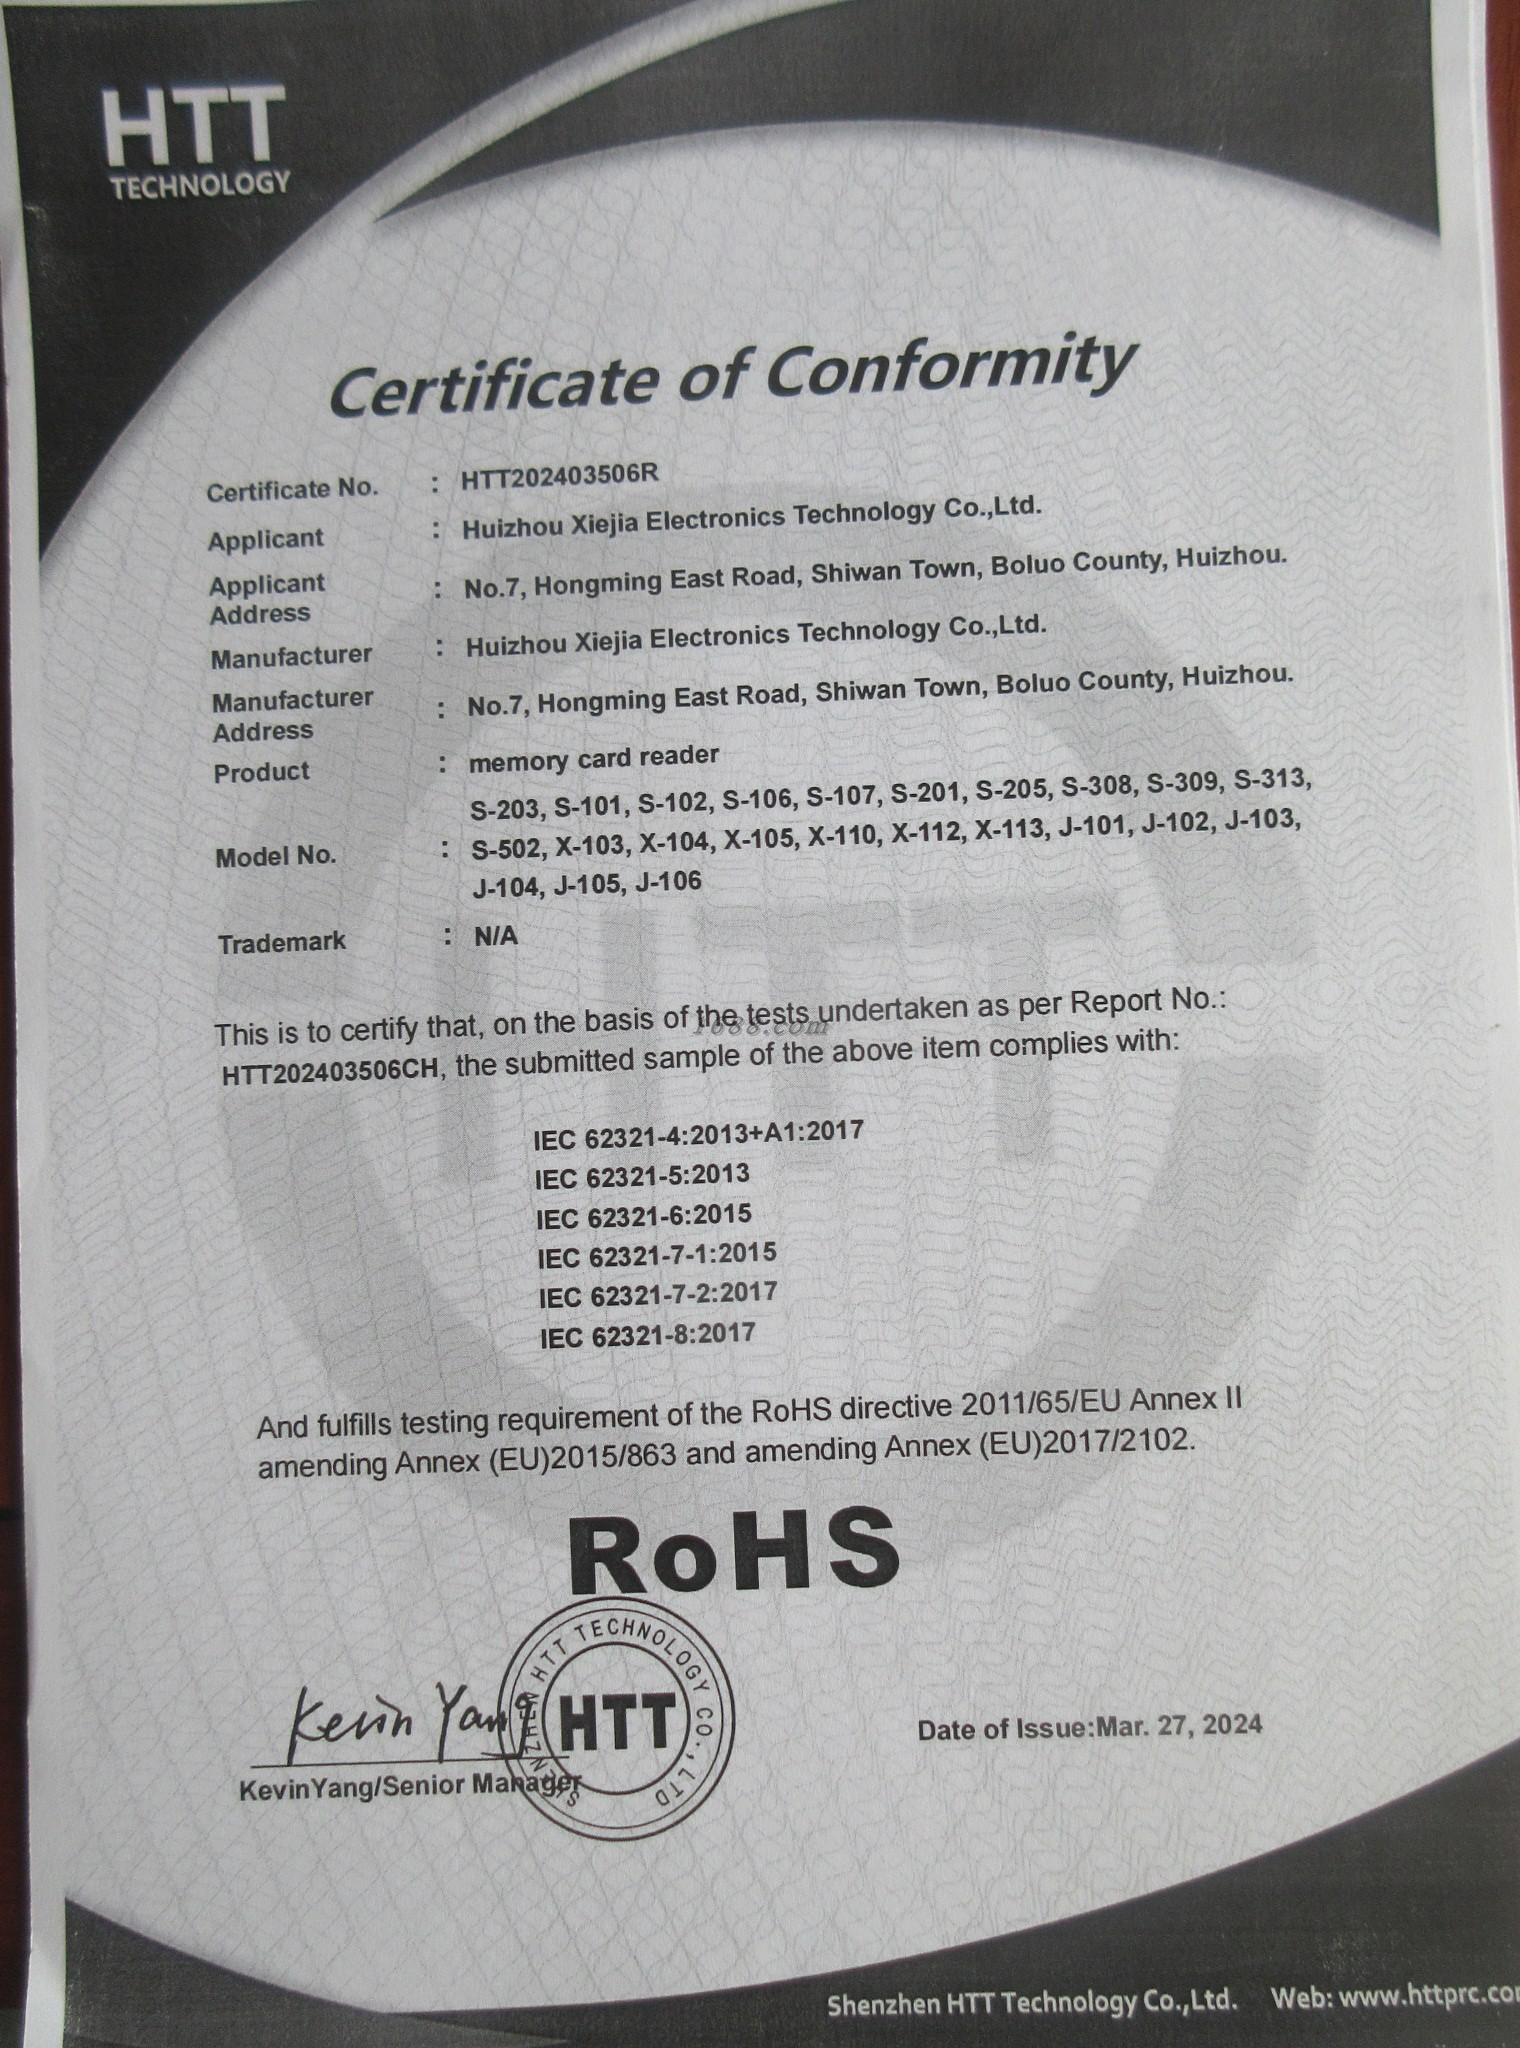 HTT
TECHNOLOGY
Certificate of Conformity
Certificate No. : HTT202403506R
Applicant : Huizhou Xiejia Electronics Technology Co.,Ltd.
Applicant
Address : No.7, Hongming East Road, Shiwan Town, Boluo County, Huizhou.
Manufacturer : Huizhou Xiejia Electronics Technology Co.,Ltd.
Manufacturer
Address : No.7, Hongming East Road, Shiwan Town, Boluo County, Huizhou.
Product : memory card reader
S-203, S-101, S-102, S-106, S-107, S-201, S-205, S-308, S-309, S-313,
Model No. : S-502, X-103, X-104, X-105, X-110, X-112, X-113, J-101, J-102, J-103,
J-104, J-105, J-106
Trademark : N/A
This is to certify that, on the basis of the tests undertaken as per Report No.:
1688.com
HTT202403506CH, the submitted sample of the above item complies with:
IEC 62321-4:2013+A1:2017
IEC 62321-5:2013
IEC 62321-6:2015
IEC 62321-7-1:2015
IEC 62321-7-2:2017
IEC 62321-8:2017
And fulfills testing requirement of the RoHS directive 2011/65/EU Annex II
amending Annex (EU)2015/863 and amending Annex (EU)2017/2102.
RoHS
Kevin Yang
SHENZHEN HTT TECHNOLOGY CO., LTD
HTT
KevinYang/Senior Manager
Date of Issue:Mar. 27, 2024
Shenzhen HTT Technology Co.,Ltd. Web: www.httprc.co